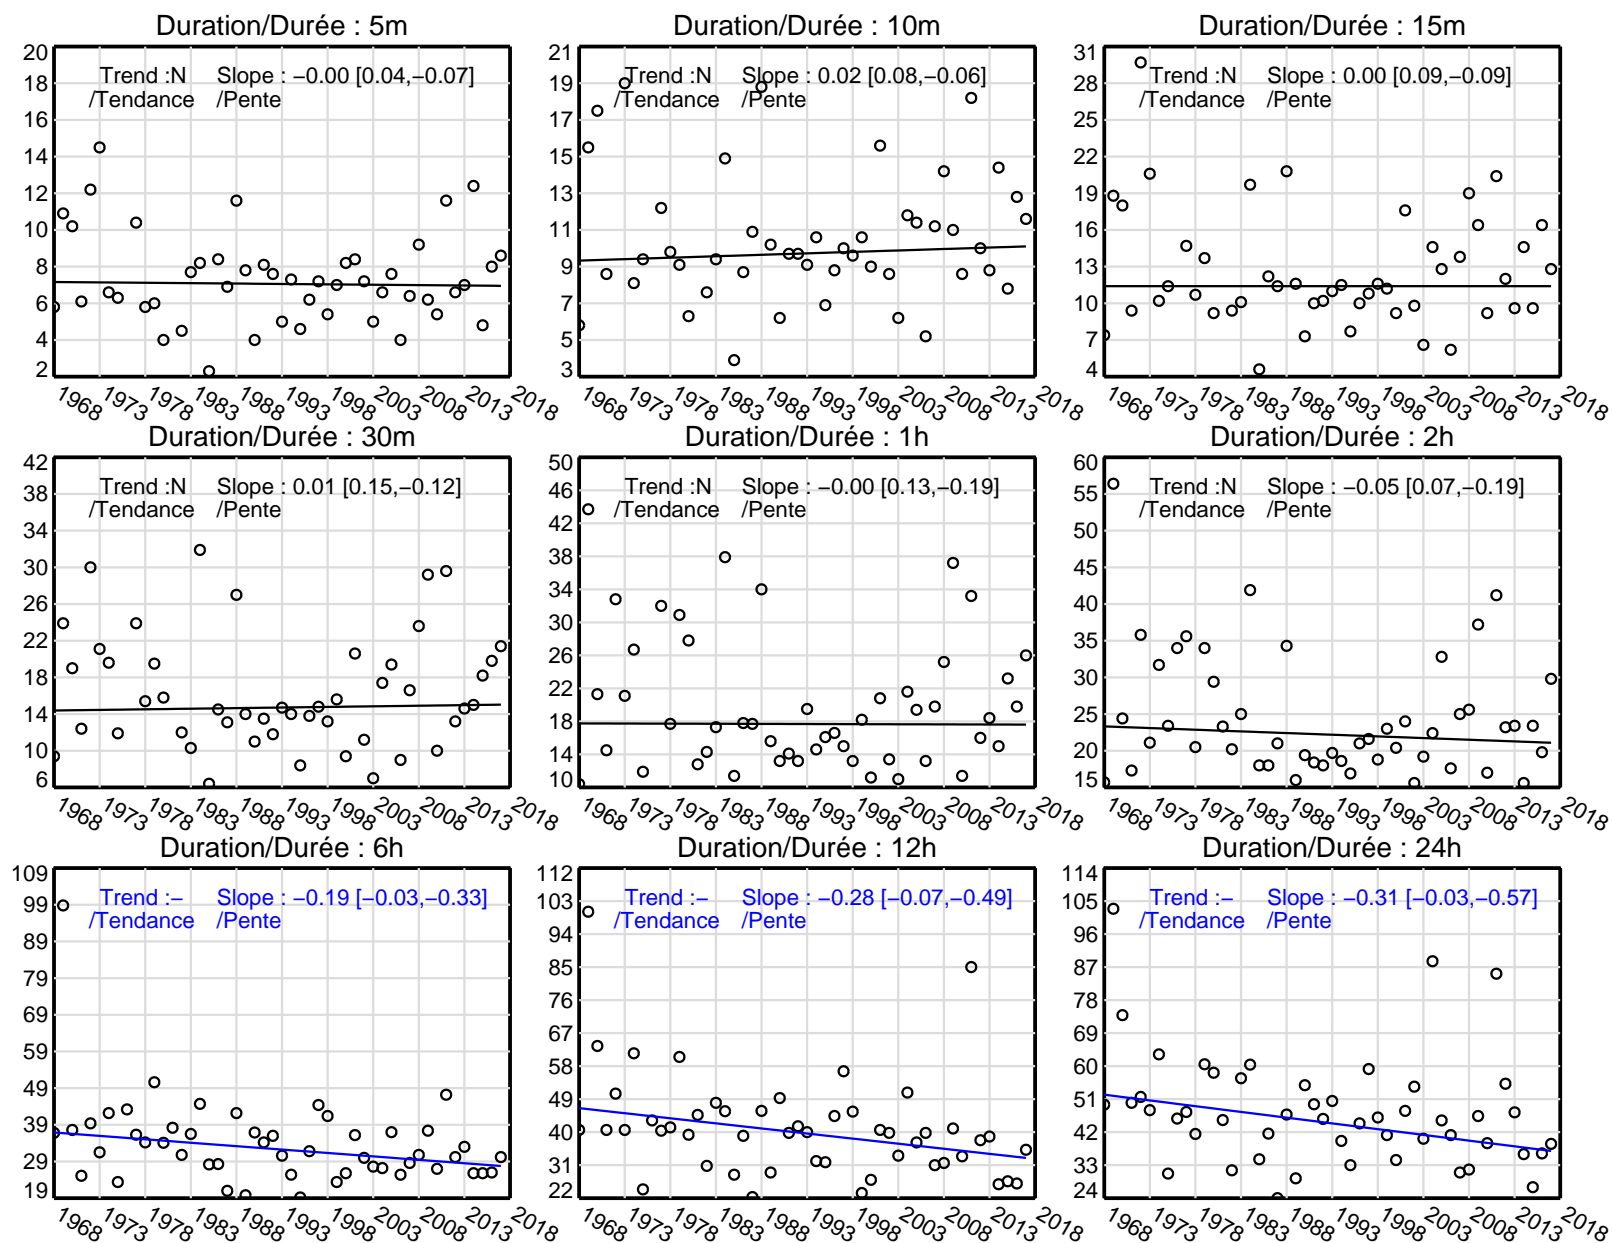 Duration/Durée : 5m
20
18
16
14
12
10
8
6
4
2
Trend :N Slope : −0.00 [0.04,−0.07]
/Tendance /Pente
1968 1973 1978 1983 1988 1993 1998 2003 2008 2013 2018
Duration/Durée : 10m
21
19
17
15
13
11
9
7
5
3
Trend :N Slope : 0.02 [0.08,−0.06]
/Tendance /Pente
1968 1973 1978 1983 1988 1993 1998 2003 2008 2013 2018
Duration/Durée : 15m
31
28
25
22
19
16
13
10
7
4
Trend :N Slope : 0.00 [0.09,−0.09]
/Tendance /Pente
1968 1973 1978 1983 1988 1993 1998 2003 2008 2013 2018
Duration/Durée : 30m
42
38
34
30
26
22
18
14
10
6
Trend :N Slope : 0.01 [0.15,−0.12]
/Tendance /Pente
1968 1973 1978 1983 1988 1993 1998 2003 2008 2013 2018
Duration/Durée : 1h
50
46
42
38
34
30
26
22
18
14
10
Trend :N Slope : −0.00 [0.13,−0.19]
/Tendance /Pente
1968 1973 1978 1983 1988 1993 1998 2003 2008 2013 2018
Duration/Durée : 2h
60
55
50
45
40
35
30
25
20
15
Trend :N Slope : −0.05 [0.07,−0.19]
/Tendance /Pente
1968 1973 1978 1983 1988 1993 1998 2003 2008 2013 2018
Duration/Durée : 6h
109
99
89
79
69
59
49
39
29
19
Trend :− Slope : −0.19 [−0.03,−0.33]
/Tendance /Pente
1968 1973 1978 1983 1988 1993 1998 2003 2008 2013 2018
Duration/Durée : 12h
112
103
94
85
76
67
58
49
40
31
22
Trend :− Slope : −0.28 [−0.07,−0.49]
/Tendance /Pente
1968 1973 1978 1983 1988 1993 1998 2003 2008 2013 2018
Duration/Durée : 24h
114
105
96
87
78
69
60
51
42
33
24
Trend :− Slope : −0.31 [−0.03,−0.57]
/Tendance /Pente
1968 1973 1978 1983 1988 1993 1998 2003 2008 2013 2018